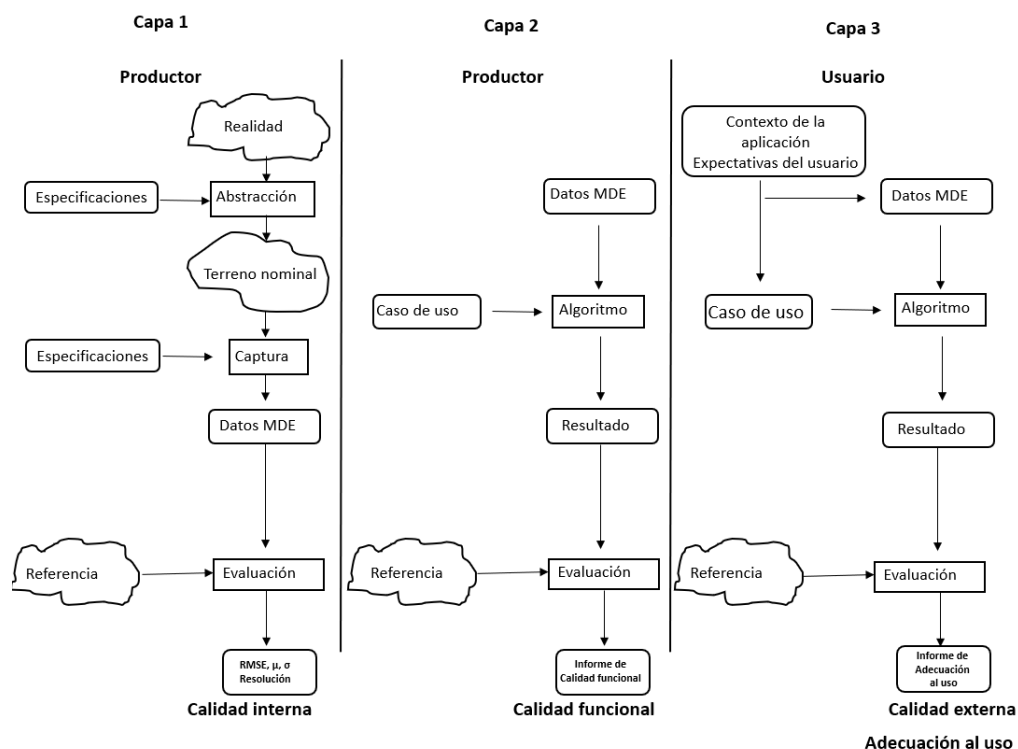 Capa 1
Productor
Realidad
Especificaciones
Abstracción
Terreno nominal
Especificaciones
Captura
Datos MDE
Referencia
Evaluación
RMSE, μ, σ
Resolución
Calidad interna
Capa 2
Productor
Datos MDE
Caso de uso
Algoritmo
Resultado
Referencia
Evaluación
Informe de
Calidad funcional
Calidad funcional
Capa 3
Usuario
Contexto de la
aplicación
Expectativas del usuario
Datos MDE
Caso de uso
Algoritmo
Resultado
Referencia
Evaluación
Informe de
Adecuación
al uso
Calidad externa
Adecuación al uso